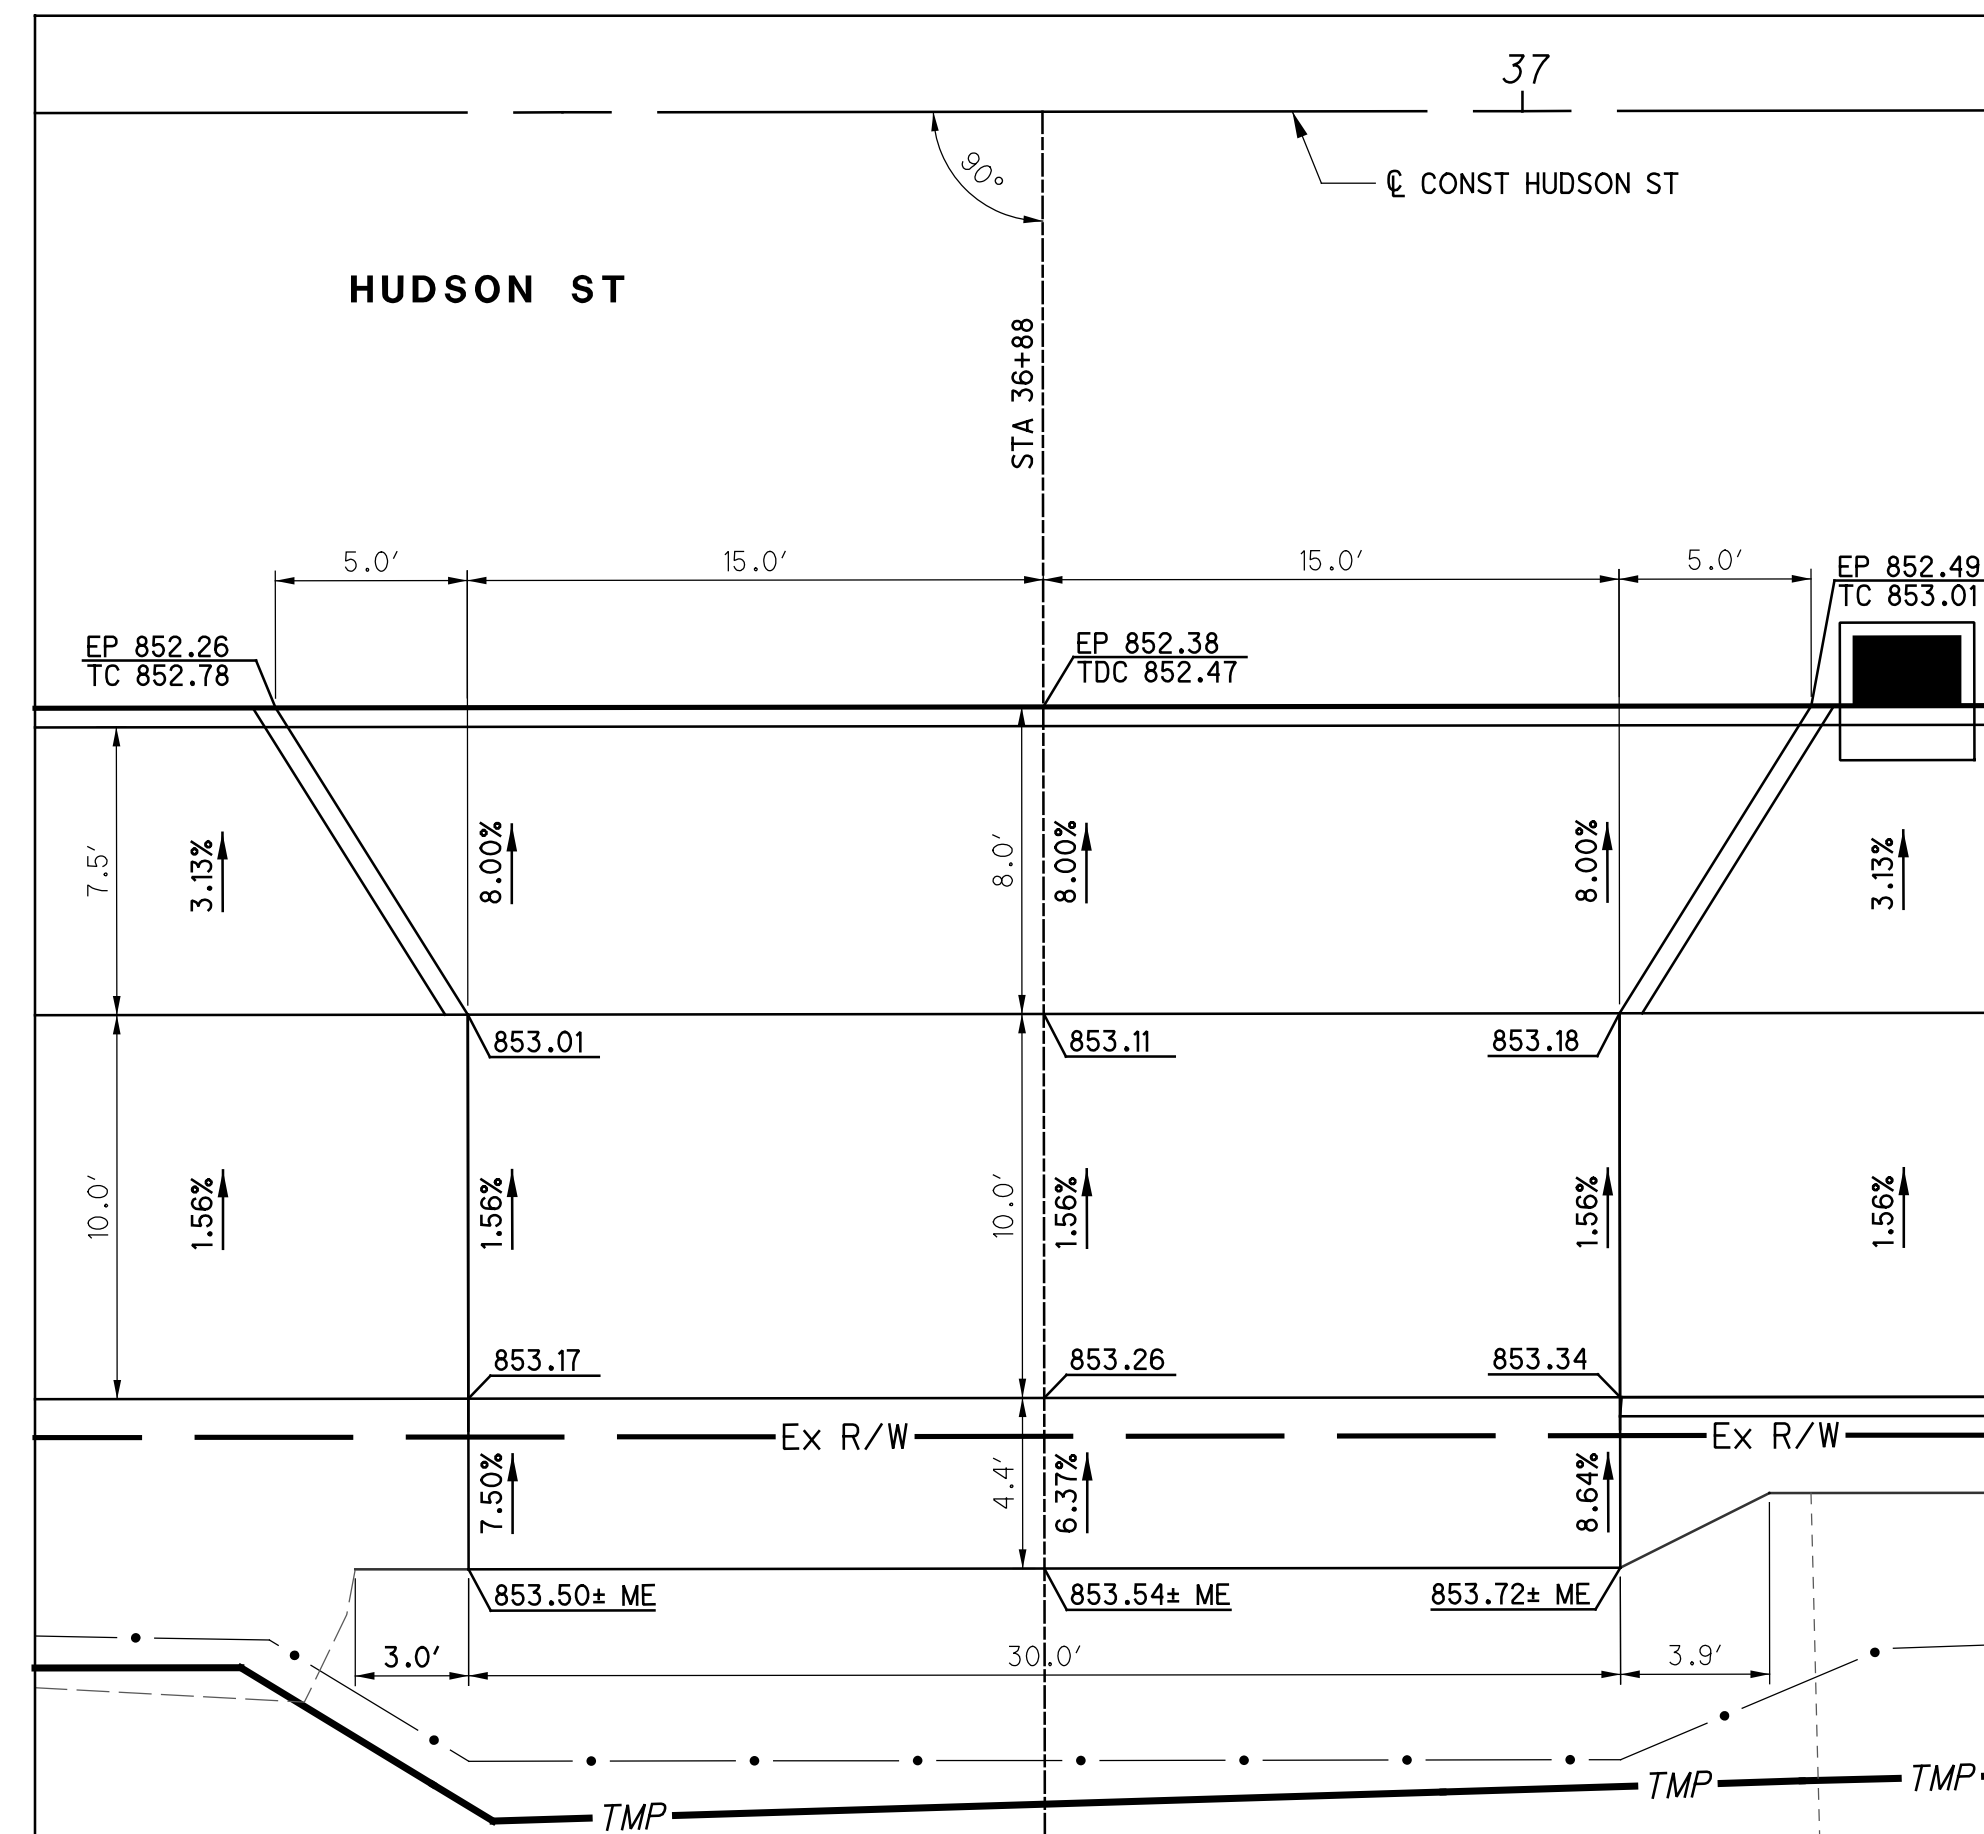 37
90°
℄ CONST HUDSON ST
HUDSON ST
STA 36+88
5.0'
15.0'
15.0'
5.0'
EP 852.49
TC 853.01
EP 852.26
TC 852.78
EP 852.38
TDC 852.47
7.5'
3.13%
8.00%
8.0'
8.00%
8.00%
3.13%
853.01
853.11
853.18
10.0'
1.56%
1.56%
10.0'
1.56%
1.56%
1.56%
853.17
853.26
853.34
Ex R/W
Ex R/W
7.50%
4.4'
6.37%
8.64%
853.50± ME
853.54± ME
853.72± ME
3.0'
30.0'
3.9'
TMP
TMP
TMP